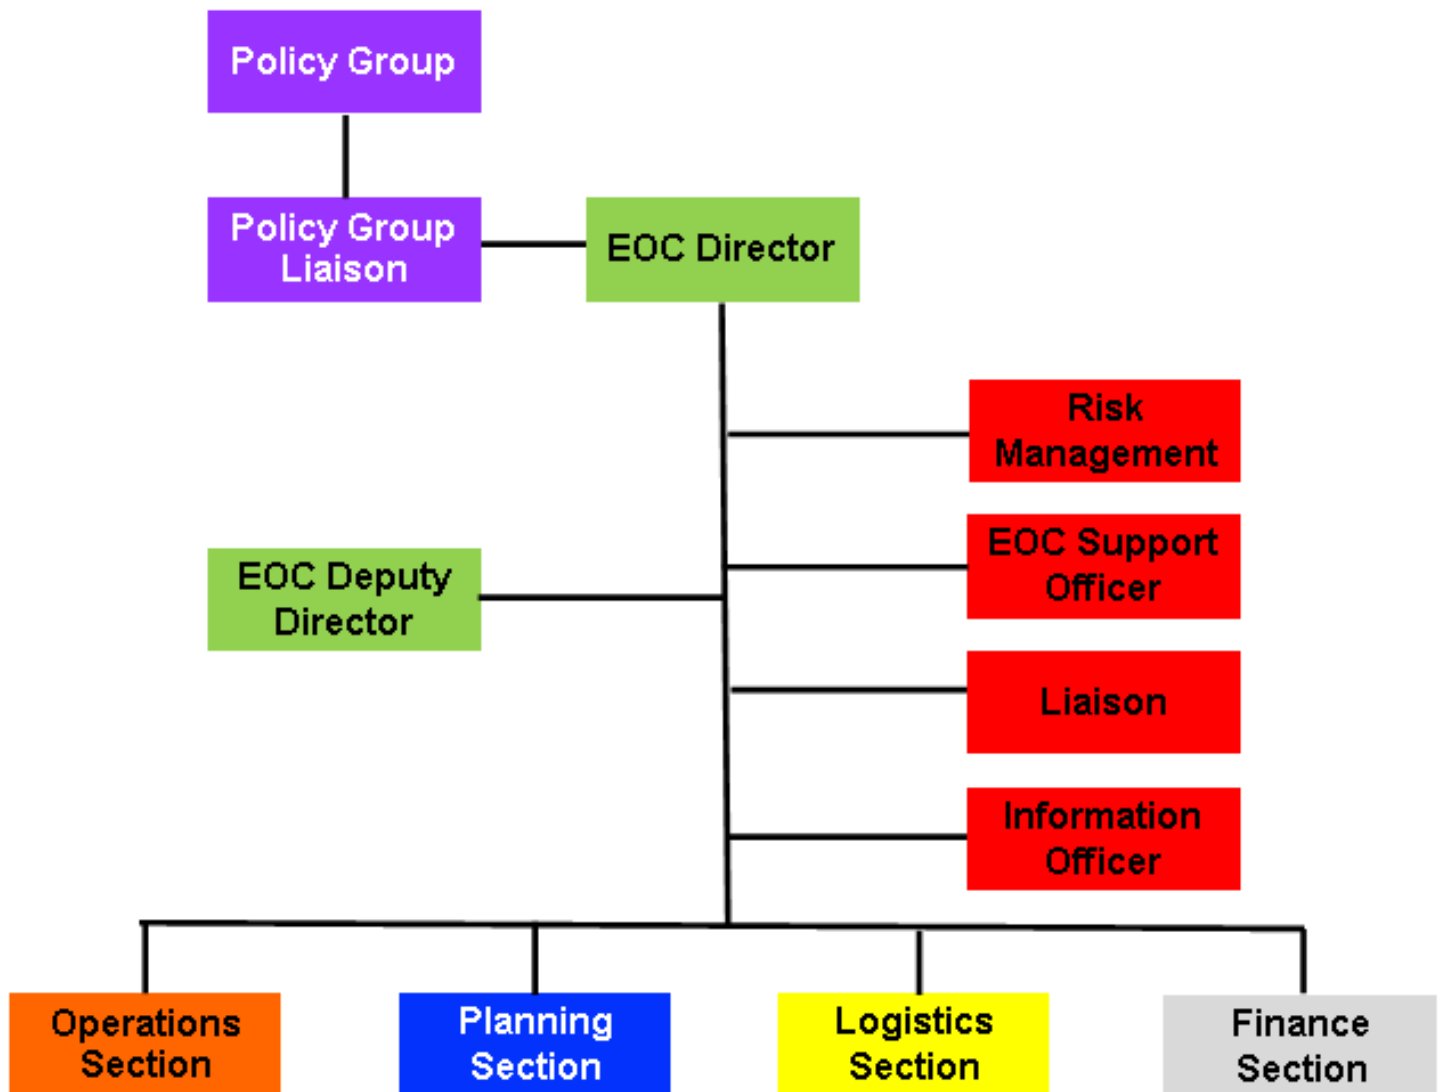 Policy Group
Policy Group
Liaison
EOC Director
Risk
Management
EOC Support
Officer
EOC Deputy
Director
Liaison
Information
Officer
Operations
Section
Planning
Section
Logistics
Section
Finance
Section